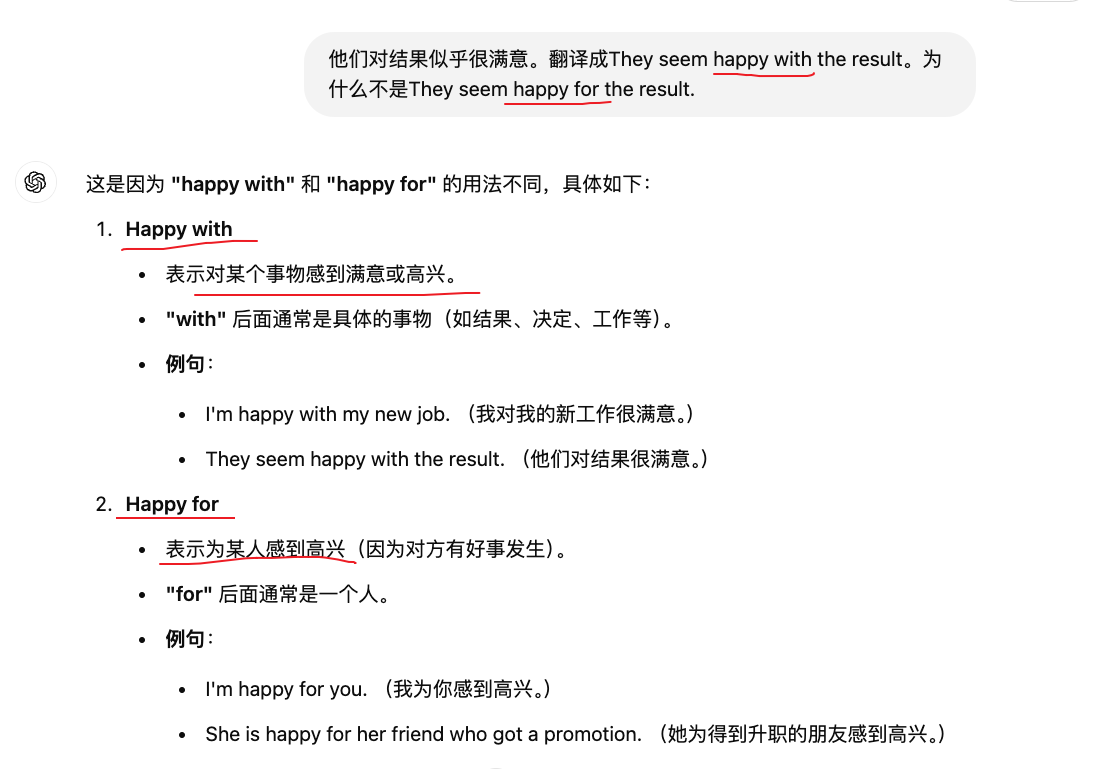 他们对结果似乎很满意。翻译成They seem happy with the result。为
什么不是They seem happy for the result.
这是因为 "happy with" 和 "happy for" 的用法不同，具体如下：
1. Happy with
• 表示对某个事物感到满意或高兴。
• "with" 后面通常是具体的事物（如结果、决定、工作等）。
• 例句：
• I'm happy with my new job. （我对我的新工作很满意。）
• They seem happy with the result. （他们对结果很满意。）
2. Happy for
• 表示为某人感到高兴（因为对方有好事发生）。
• "for" 后面通常是一个人。
• 例句：
• I'm happy for you. （我为你感到高兴。）
• She is happy for her friend who got a promotion. （她为得到升职的朋友感到高兴。）